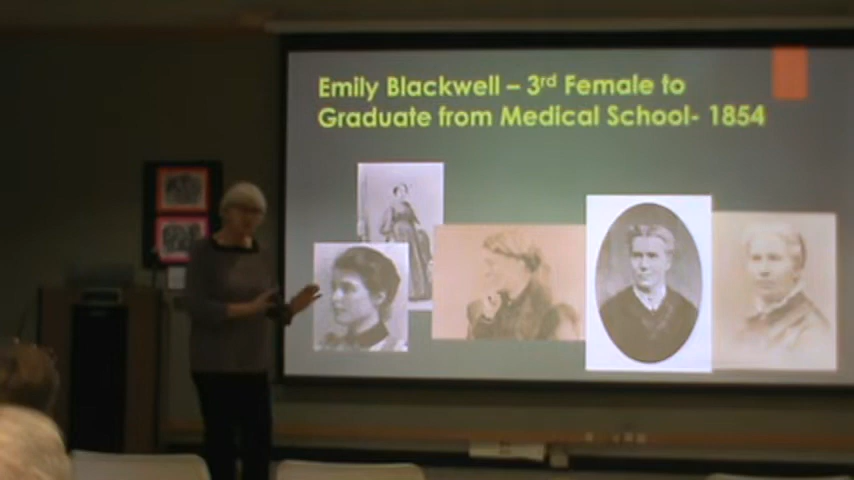 Emily Blackwell – 3rd Female to
Graduate from Medical School- 1854